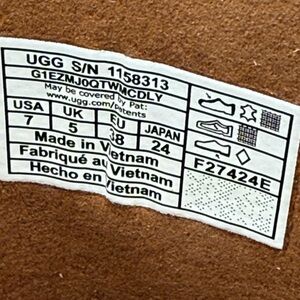 UGG S/N 1158313
G1EZMJ0QTWMCDLY
May be covered by Pat:
www.ugg.com/patents
USA UK EU JAPAN
7 5 38 24
Made in Vietnam
Fabriqué au Vietnam
Hecho en Vietnam
F27424E